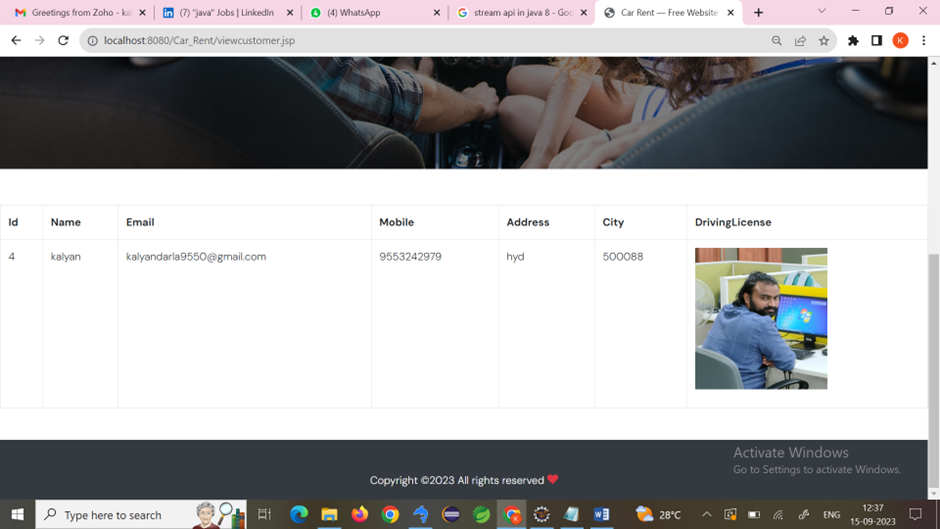 Greetings from Zoho - kal
(7) "java" Jobs | LinkedIn
(4) WhatsApp
stream api in java 8 - Goo
Car Rent — Free Website
localhost:8080/Car_Rent/viewcustomer.jsp
K
Id Name Email Mobile Address City DrivingLicense
4 kalyan kalyandarla9550@gmail.com 9553242979 hyd 500088
Activate Windows
Go to Settings to activate Windows.
Copyright ©2023 All rights reserved
Type here to search
28°C
ENG
12:37
15-09-2023